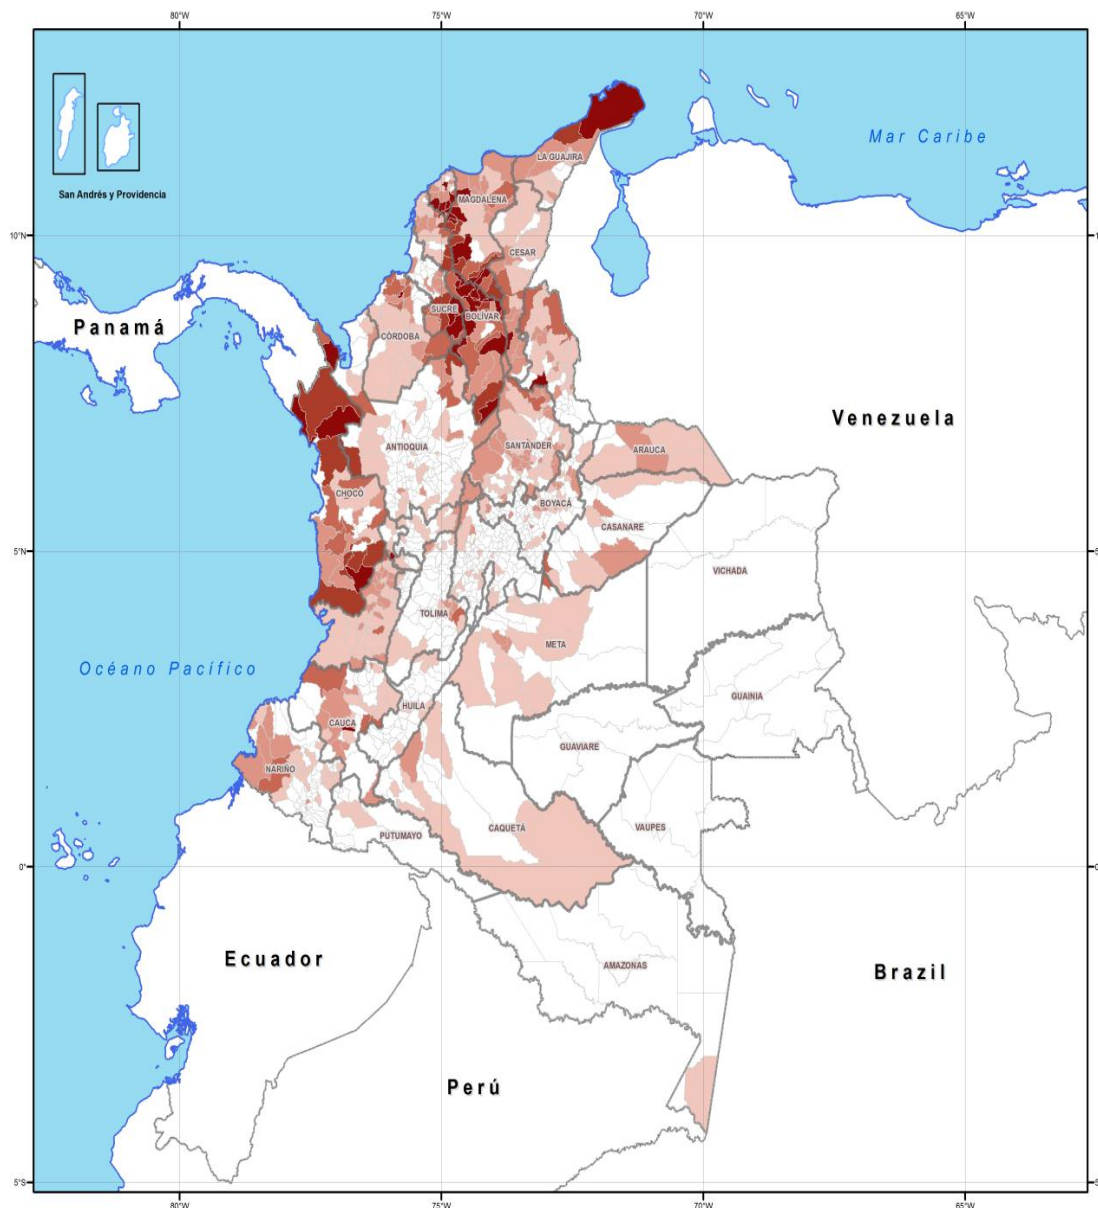 80°W 75°W 70°W 65°W
Mar Caribe
LA GUAJIRA
San Andrés y Providencia
MAGDALENA
10°N
CESAR
SUCRE
BOLÍVAR
Panamá
CÓRDOBA
Venezuela
ANTIOQUIA
SANTANDER
ARAUCA
CHOCÓ
BOYACÁ
CASANARE
5°N
VICHADA
TOLIMA
META
Océano Pacífico
GUAINIA
HUILA
CAUCA
GUAVIARE
NARIÑO
CAQUETÁ
VAUPES
PUTUMAYO
0°
Ecuador
AMAZONAS
Brazil
Perú
5°S
80°W 75°W 70°W 65°W